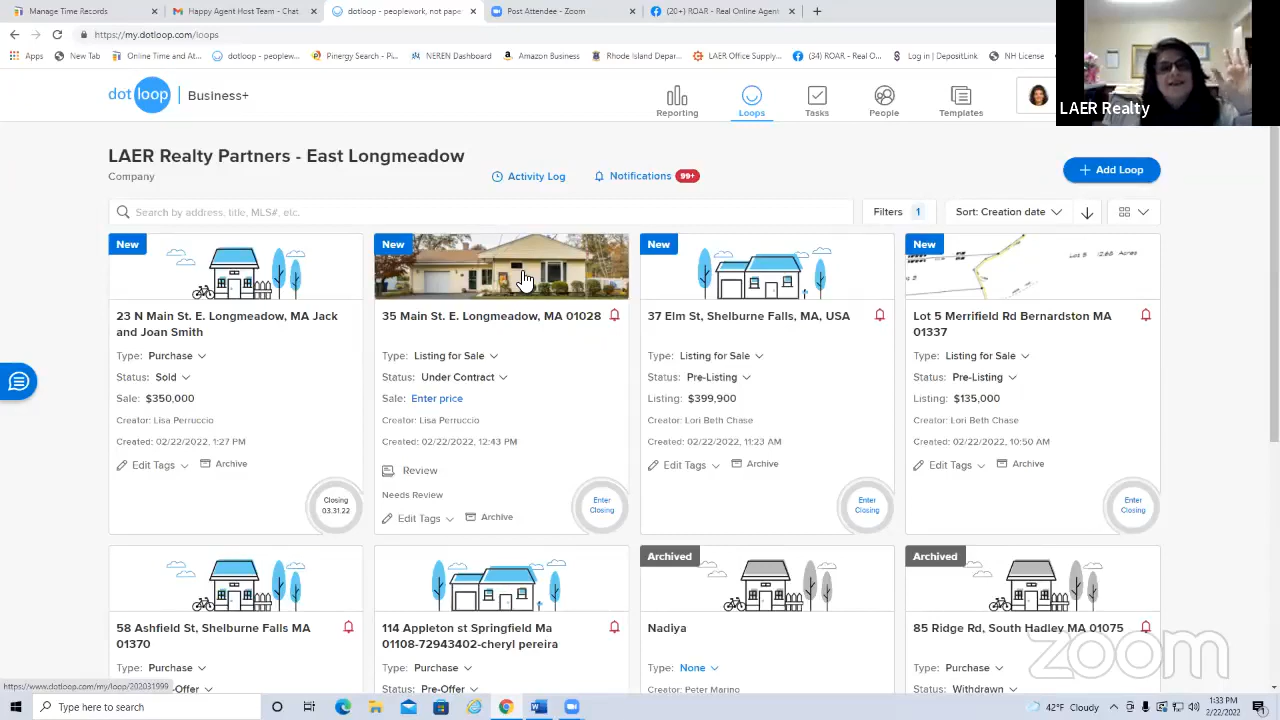 Manage Time Records
Happy Agent Host Team - Chat
dotloop - peoplework, not pape
Post Attendee - Zoom
(20+) ROAR - Real Online Agent
https://my.dotloop.com/loops
Apps
New Tab
Online Time and At...
dotloop - peoplew...
Pinergy Search - Pi...
NEREN Dashboard
Amazon Business
Rhode Island Depar...
LAER Office Supply...
(34) ROAR - Real O...
Log in | DepositLink
NH License
LAER Realty
dotloop | Business+
Reporting
Loops
Tasks
People
Templates
LAER Realty Partners - East Longmeadow
Company
Activity Log
Notifications 99+
+ Add Loop
Search by address, title, MLS#, etc.
Filters 1
Sort: Creation date
New
23 N Main St. E. Longmeadow, MA Jack
and Joan Smith
Type: Purchase
Status: Sold
Sale: $350,000
Creator: Lisa Perruccio
Created: 02/22/2022, 1:27 PM
Edit Tags
Archive
Closing
03.31.22
New
35 Main St. E. Longmeadow, MA 01028
Type: Listing for Sale
Status: Under Contract
Sale: Enter price
Creator: Lisa Perruccio
Created: 02/22/2022, 12:43 PM
Review
Needs Review
Edit Tags
Archive
Enter
Closing
New
37 Elm St, Shelburne Falls, MA, USA
Type: Listing for Sale
Status: Pre-Listing
Listing: $399,900
Creator: Lori Beth Chase
Created: 02/22/2022, 11:23 AM
Edit Tags
Archive
Enter
Closing
New
Lot 5 Merrifield Rd Bernardston MA
01337
Type: Listing for Sale
Status: Pre-Listing
Listing: $135,000
Creator: Lori Beth Chase
Created: 02/22/2022, 10:50 AM
Edit Tags
Archive
Enter
Closing
58 Ashfield St, Shelburne Falls MA
01370
Type: Purchase
Pre-Offer
114 Appleton st Springfield Ma
01108-72943402-cheryl pereira
Type: Purchase
Status: Pre-Offer
Archived
Nadiya
Type: None
Creator: Peter Marino
Archived
85 Ridge Rd, South Hadley MA 01075
Type: Purchase
Status: Withdrawn
zoom
https://www.dotloop.com/my/loop/202031999
Type here to search
42°F Cloudy
1:33 PM
2/22/2022